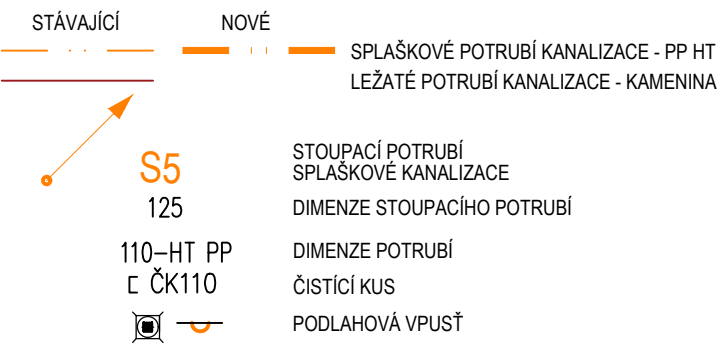 STÁVAJÍCÍ NOVÉ
SPLAŠKOVÉ POTRUBÍ KANALIZACE - PP HT
LEŽATÉ POTRUBÍ KANALIZACE - KAMENINA
S5 STOUPACÍ POTRUBÍ
SPLAŠKOVÉ KANALIZACE
125 DIMENZE STOUPACÍHO POTRUBÍ
110-HT PP DIMENZE POTRUBÍ
ČK110 ČISTÍCÍ KUS
PODLAHOVÁ VPUSŤ